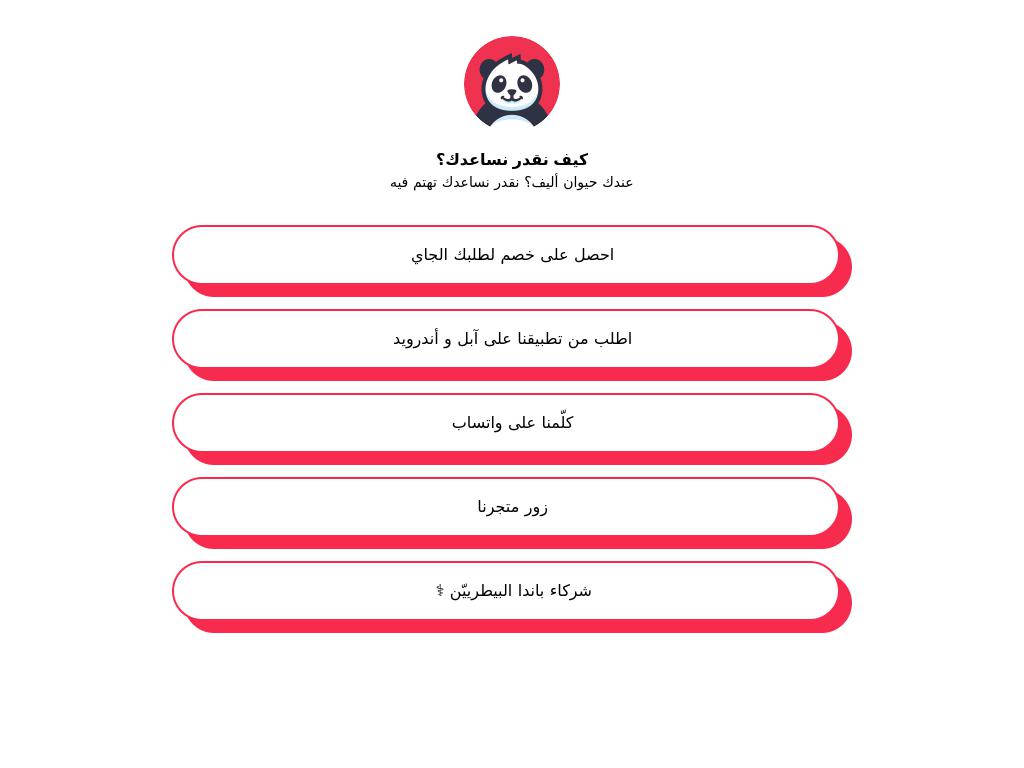 كيف نقدر نساعدك؟
عندك حيوان أليف؟ نقدر نساعدك تهتم فيه
احصل على خصم لطلبك الجاي
اطلب من تطبيقنا على آبل و أندرويد
كلّمنا على واتساب
زور متجرنا
شركاء باندا البيطرييّن ⚕